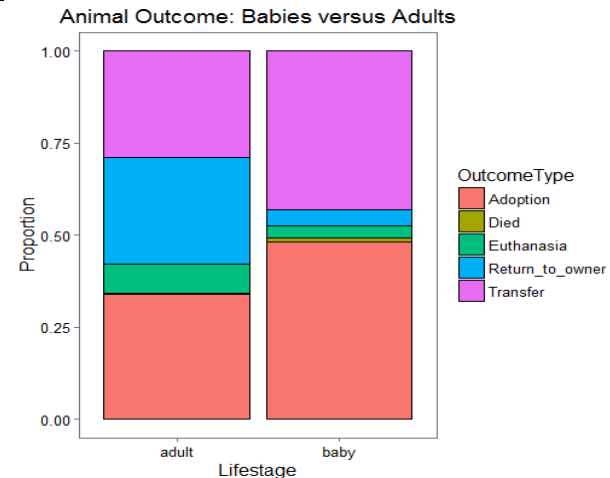 Animal Outcome: Babies versus Adults
1.00
0.75
0.50
0.25
0.00
Proportion
adult
baby
Lifestage
OutcomeType
Adoption
Died
Euthanasia
Return_to_owner
Transfer